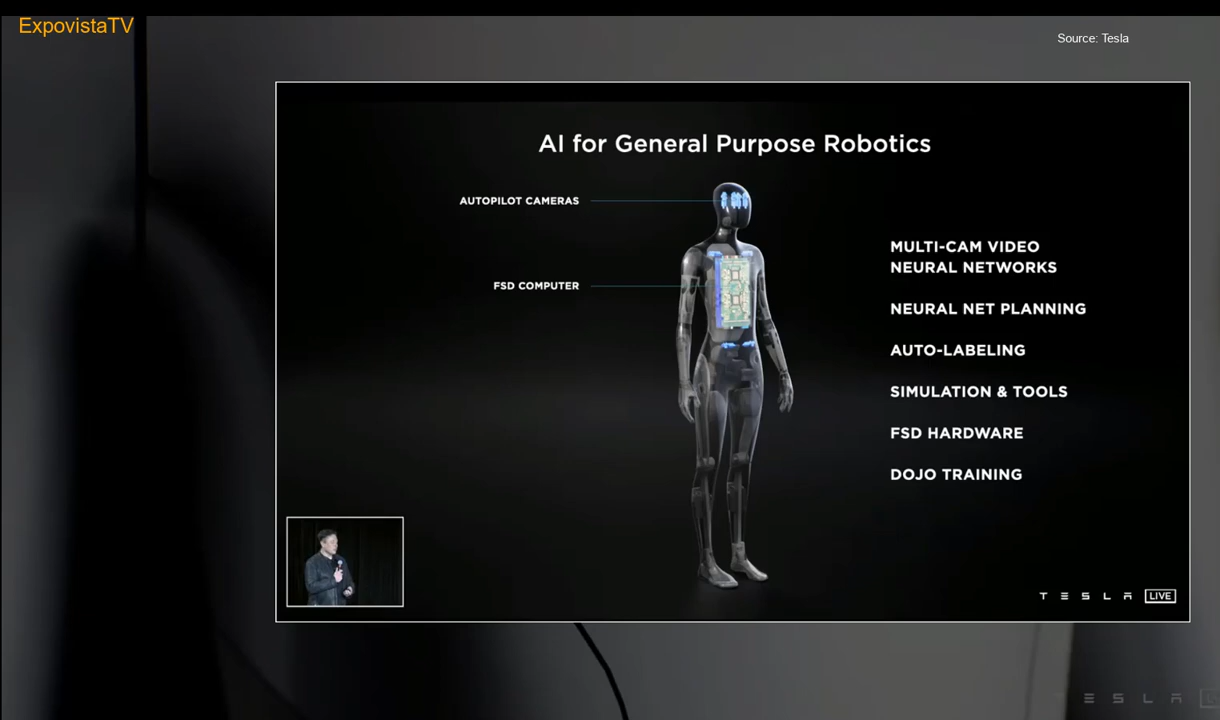 ExpovistaTV
Source: Tesla
AI for General Purpose Robotics
AUTOPILOT CAMERAS
FSD COMPUTER
MULTI-CAM VIDEO
NEURAL NETWORKS
NEURAL NET PLANNING
AUTO-LABELING
SIMULATION & TOOLS
FSD HARDWARE
DOJO TRAINING
TESLA LIVE
TESLA